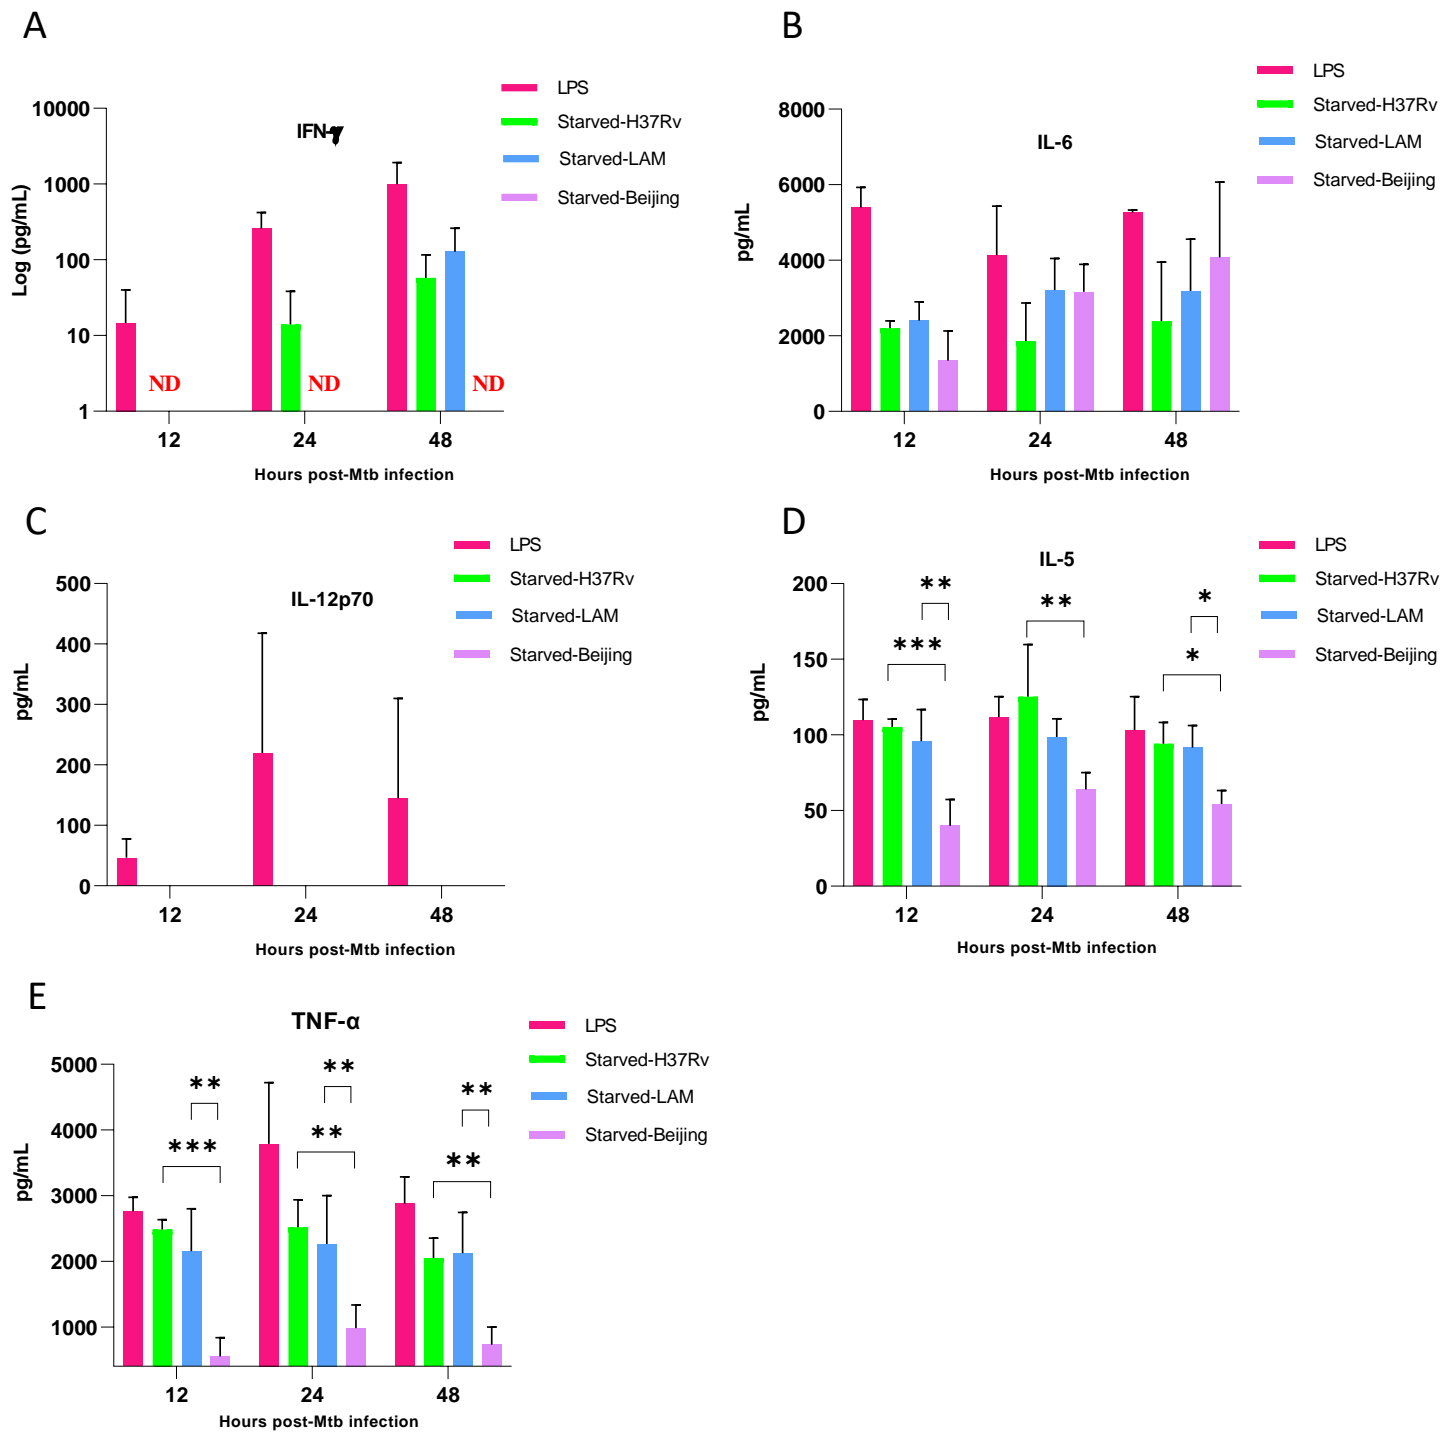 A
IFN-γ
LPS
Starved-H37Rv
Starved-LAM
Starved-Beijing
Log (pg/mL)
10000
1000
100
10
1
ND
ND
ND
12 24 48
Hours post-Mtb infection
B
IL-6
LPS
Starved-H37Rv
Starved-LAM
Starved-Beijing
pg/mL
8000
6000
4000
2000
0
12 24 48
Hours post-Mtb infection
C
IL-12p70
LPS
Starved-H37Rv
Starved-LAM
Starved-Beijing
pg/mL
500
400
300
200
100
0
12 24 48
Hours post-Mtb infection
D
IL-5
LPS
Starved-H37Rv
Starved-LAM
Starved-Beijing
pg/mL
200
150
100
50
0
**
***
**
*
*
12 24 48
Hours post-Mtb infection
E
TNF-α
LPS
Starved-H37Rv
Starved-LAM
Starved-Beijing
pg/mL
5000
4000
3000
2000
1000
**
***
**
**
**
**
12 24 48
Hours post-Mtb infection